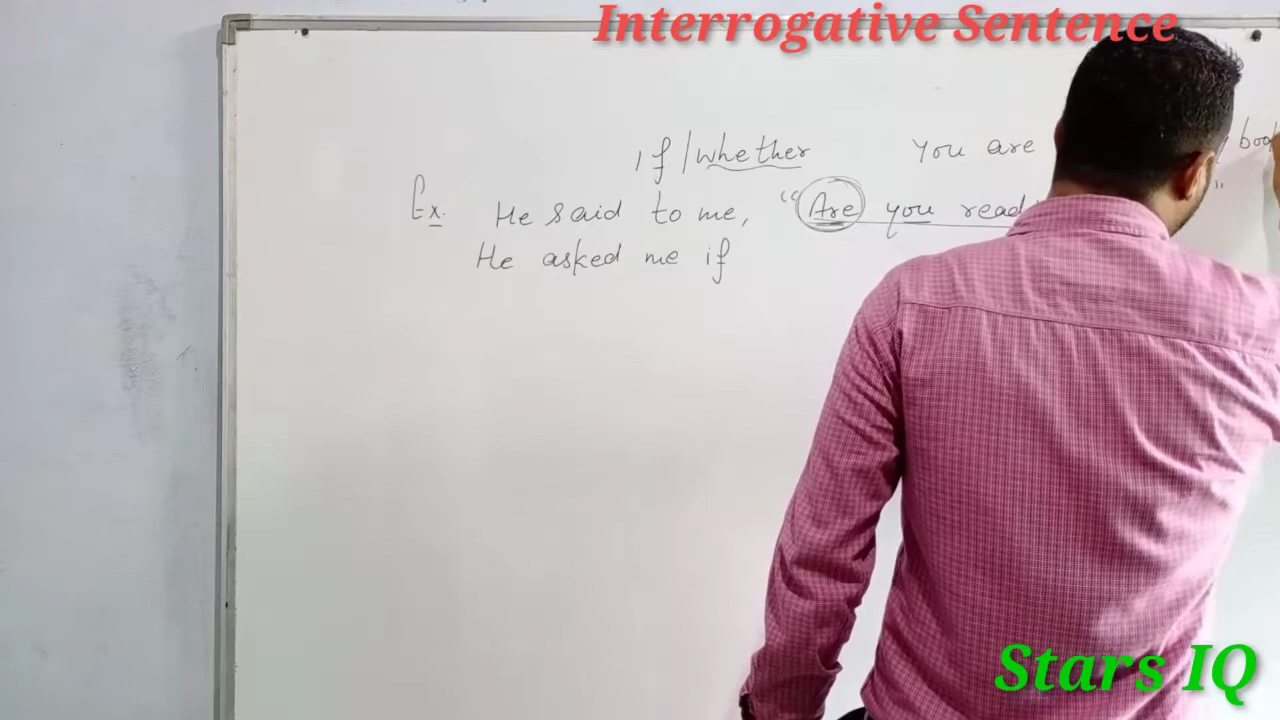 Interrogative Sentence
if/whether you are
Ex. He said to me, "Are you read
He asked me if
Stars IQ